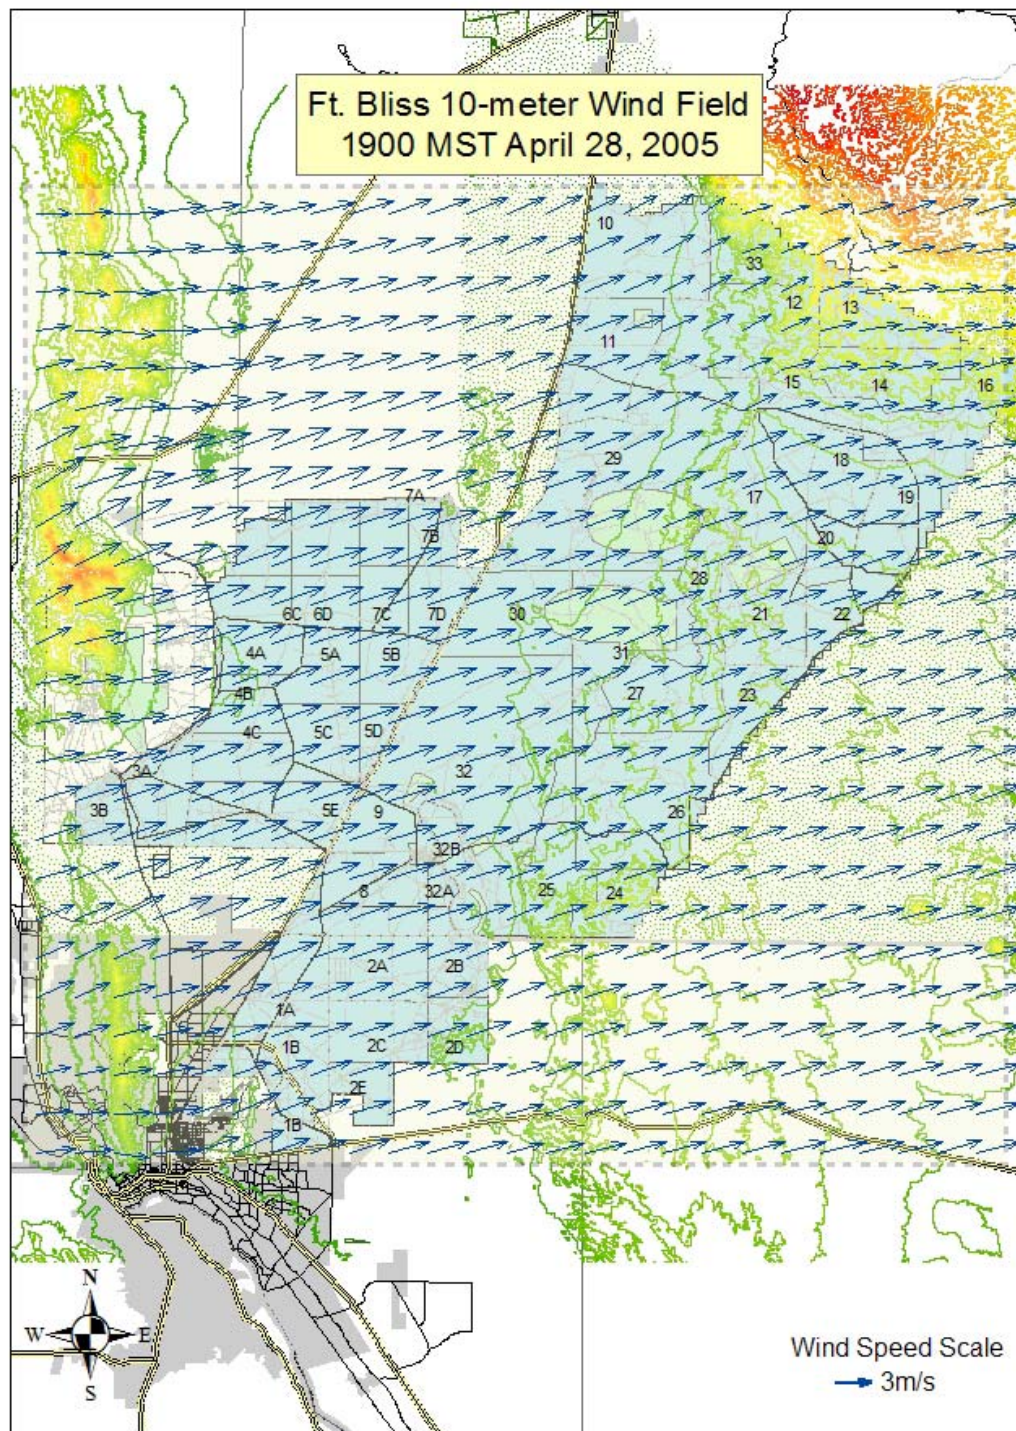 Ft. Bliss 10-meter Wind Field
1900 MST April 28, 2005
10
33
12
13
11
15
14
16
29
18
7A
17
19
7B
20
28
6C
6D
7C
7D
30
21
22
4A
5A
5B
31
4B
27
23
4C
5C
5D
3A
32
3B
5E
9
26
32B
8
32A
25
24
2A
2B
1A
1B
2C
2D
2E
1B
N
W
E
S
Wind Speed Scale
3m/s